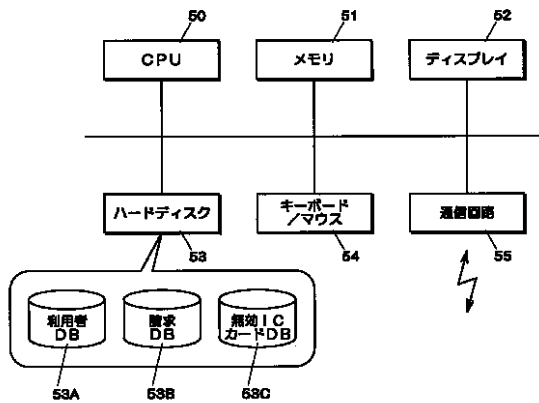 50
51
52
CPU
メモリ
ディスプレイ
ハードディスク
キーボード
/マウス
通信回路
53
54
55
利用者
DB
請求
DB
無効IC
カードDB
53A
53B
53C